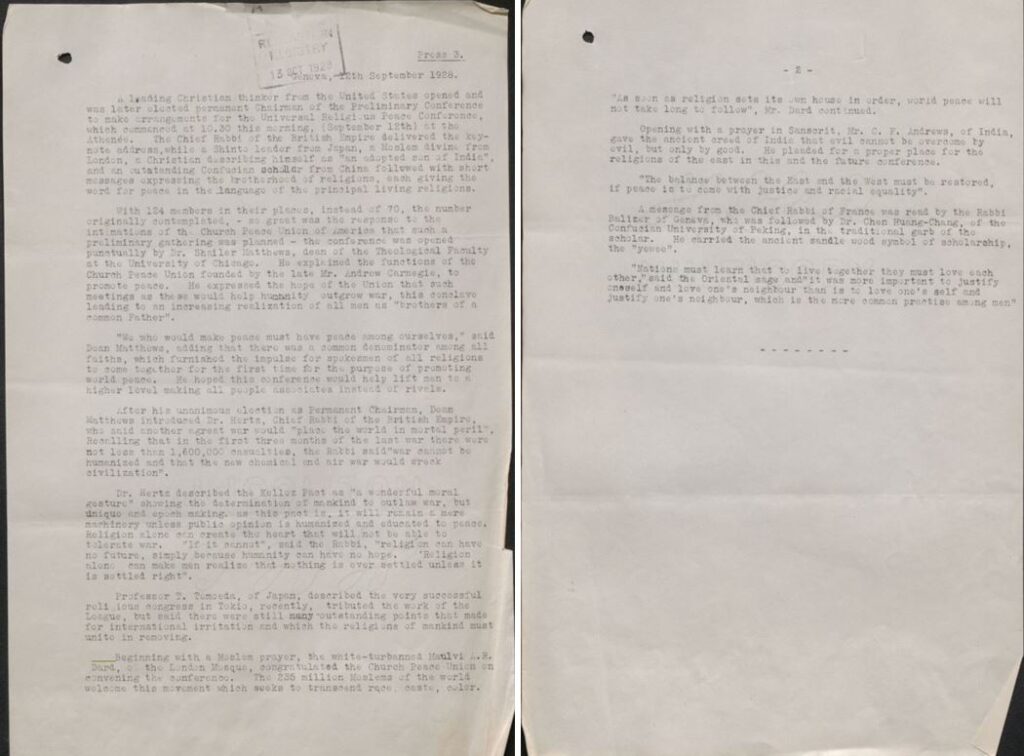 REGISTRY
13 OCT 1928
Press 3.
Geneva, 12th September 1928.
A leading Christian thinker from the United States opened and
was later elected permanent Chairman of the Preliminary Conference
to make arrangements for the Universal Religious Peace Conference,
which commenced at 10.30 this morning, (September 12th) at the
Athénée. The Chief Rabbi of the British Empire delivered the key-
note address, while a Shinto leader from Japan, a Moslem divine from
London, a Christian describing himself as "an adopted son of India",
and an outstanding Confucian scholar from China followed with short
messages expressing the brotherhood of religions, each giving the
word for peace in the language of the principal living religions.
With 124 members in their places, instead of 70, the number
originally contemplated, - so great was the response to the
intimations of the Church Peace Union of America that such a
preliminary gathering was planned - the conference was opened
punctually by Dr. Shailer Matthews, dean of the Theological Faculty
at the University of Chicago. He explained the functions of the
Church Peace Union founded by the late Mr. Andrew Carnegie, to
promote peace. He expressed the hope of the Union that such
meetings as these would help humanity outgrow war, this conclave
leading to an increasing realization of all men as "brothers of a
common Father".
"We who would make peace must have peace among ourselves," said
Dean Matthews, adding that there was a common denominator among all
faiths, which furnished the impulse for spokesmen of all religions
to come together for the first time for the purpose of promoting
world peace. He hoped this conference would help lift men to a
higher level making all people associates instead of rivals.
After his unanimous election as Permanent Chairman, Dean
Matthews introduced Dr. Hertz, Chief Rabbi of the British Empire,
who said another agreat war would "place the world in mortal peril",
Recalling that in the first three months of the last war there were
not less than 1,600,000 casualties, the Rabbi said "war cannot be
humanized and that the new chemical and air war would wreck
civilization".
Dr. Hertz described the Kellog Pact as "a wonderful moral
gesture" showing the determination of mankind to outlaw war, but
unique and epoch making, as this pact is, it will remain a mere
machinery unless public opinion is humanized and educated to peace.
Religion alone can create the heart that will not be able to
tolerate war. "If it cannot", said the Rabbi, "religion can have
no future, simply because humanity can have no hope. 'Religion
alone can make men realize that nothing is ever settled unless it
is settled right".
Professor T. Tomoeda, of Japan, described the very successful
religious congress in Tokio, recently, tributed the work of the
League, but said there were still many outstanding points that made
for international irritation and which the religions of mankind must
unite in removing.
Beginning with a Moslem prayer, the white-turbanned Maulvi A.R.
Dard, of the London Mosque, congratulated the Church Peace Union on
convening the conference. The 235 million Moslems of the world
welcome this movement which seeks to transcend race, caste, color.
- 2 -
"As soon as religion sets its own house in order, world peace will
not take long to follow", Mr. Dard continued.
Opening with a prayer in Sanscrit, Mr. C. F. Andrews, of India,
gave the ancient creed of India that evil cannot be overcome by
evil, but only by good. He pleaded for a proper place for the
religions of the east in this and the future conference.
"The balance between the East and the West must be restored,
if peace is to come with justice and racial equality".
A message from the Chief Rabbi of France was read by the Rabbi
of Geneva, who was followed by Dr. Chen Huang-Chang, of the
Confucian University of Peking, in the traditional garb of the
scholar. He carried the ancient sandle wood symbol of scholarship,
the "yowee".
"Nations must learn that to live together they must love each
other," said the Oriental sage and "it was more important to justify
oneself and love one's neighbour than is to love one's self and
justify one's neighbour, which is the more common practise among men"
- - - - - - - -